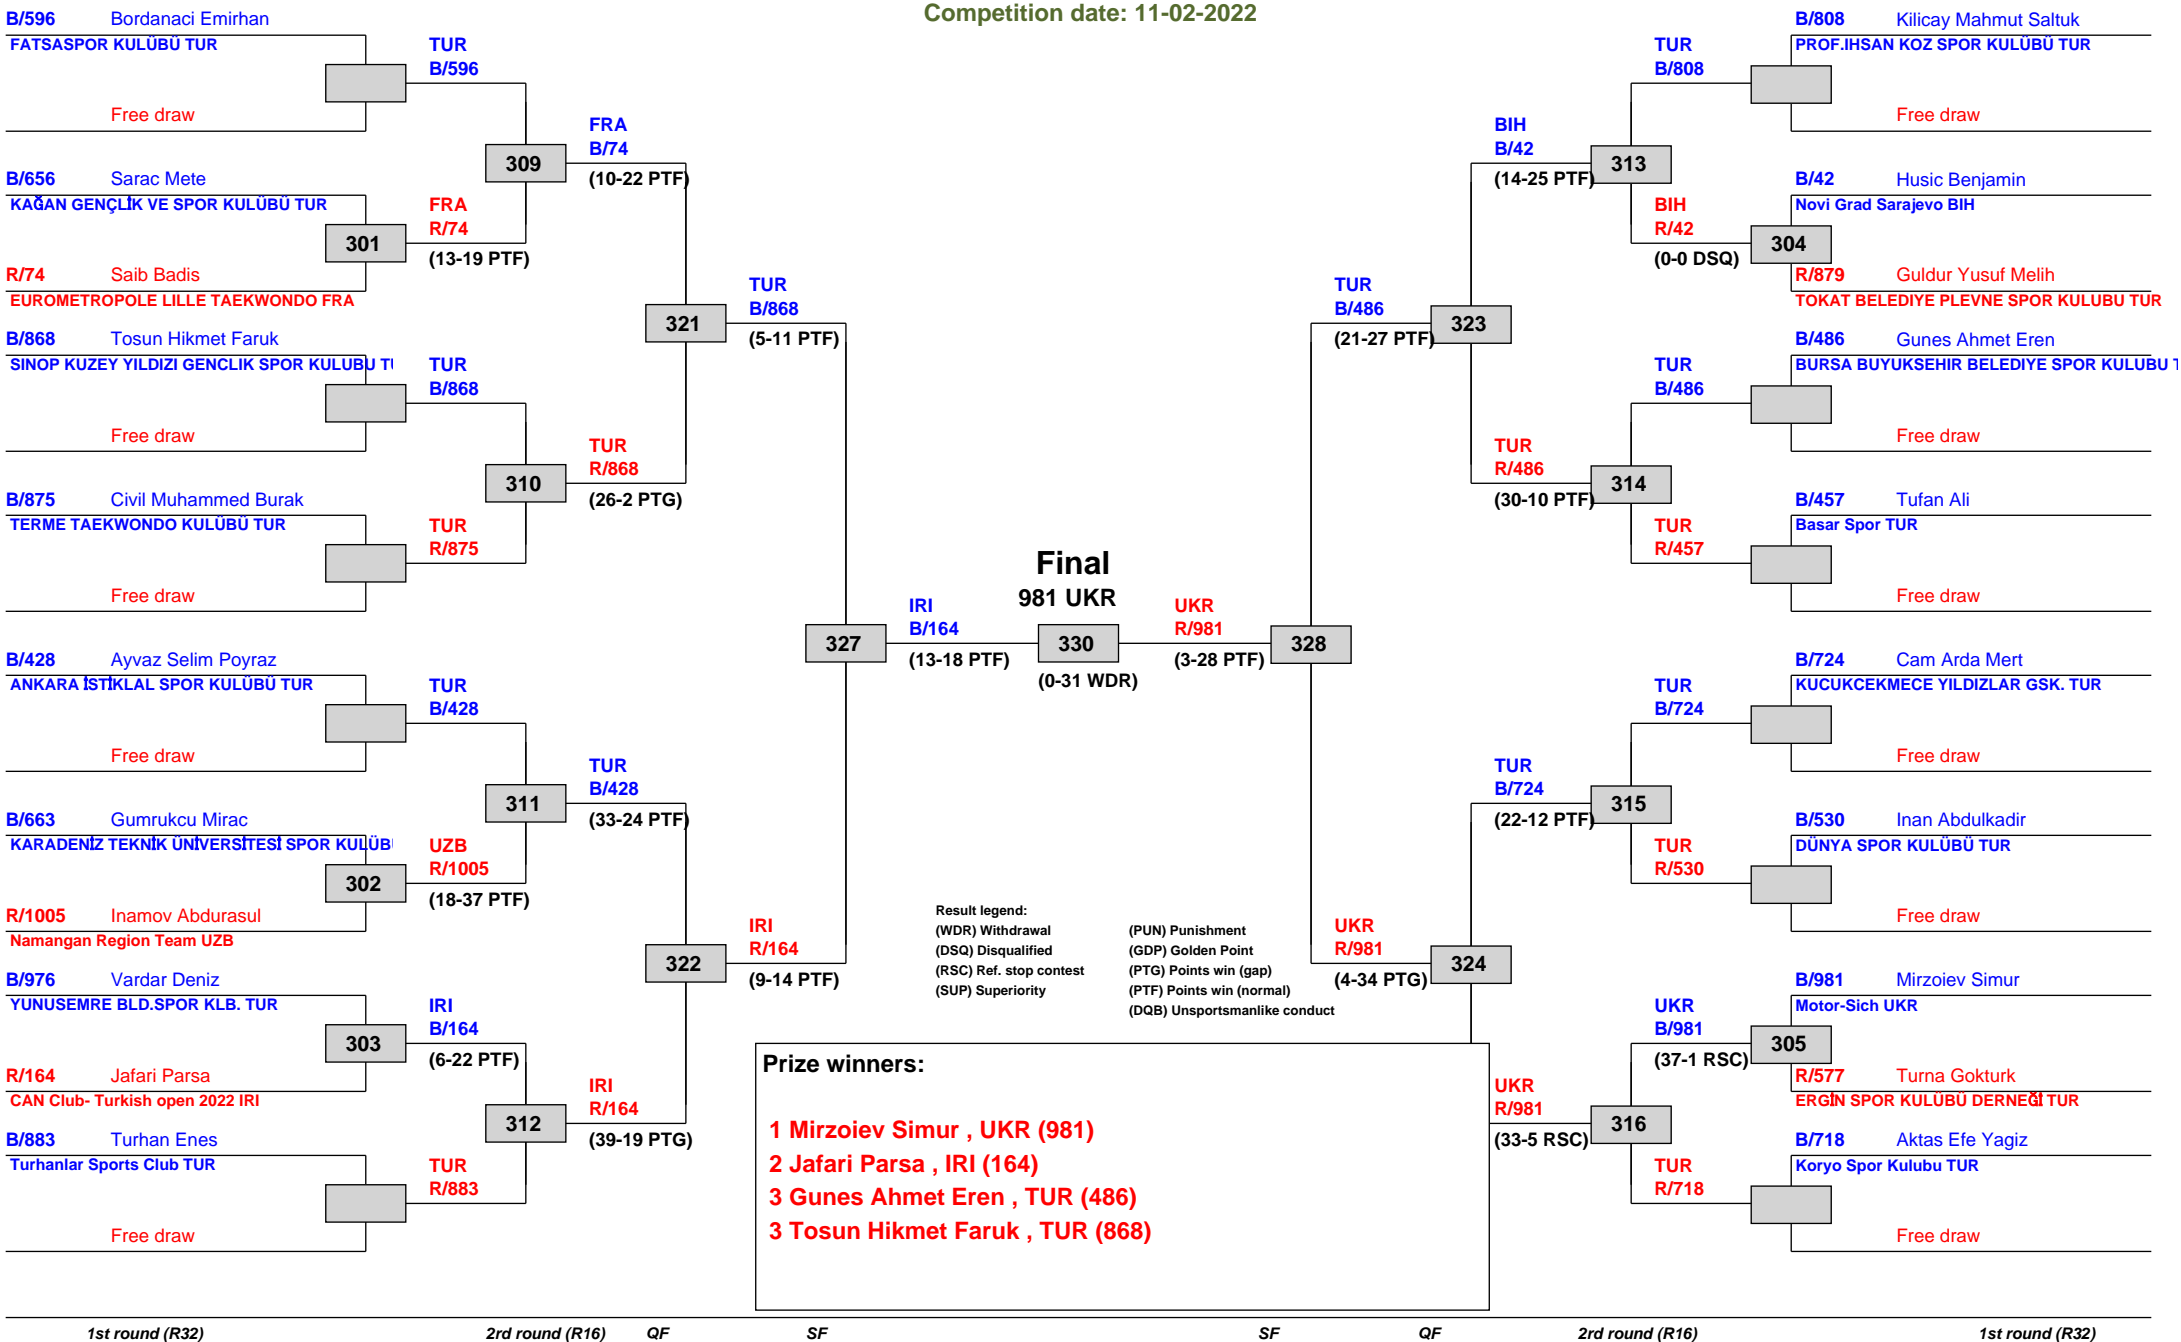 Competition date: 11-02-2022
B/596 Bordanaci Emirhan
FATSASPOR KULÜBÜ TUR
Free draw
B/656 Sarac Mete
KAĞAN GENÇLİK VE SPOR KULÜBÜ TUR
301
R/74 Saib Badis
EUROMETROPOLE LILLE TAEKWONDO FRA
B/868 Tosun Hikmet Faruk
SINOP KUZEY YILDIZI GENCLIK SPOR KULUBU
Free draw
B/875 Civil Muhammed Burak
TERME TAEKWONDO KULÜBÜ TUR
Free draw
B/428 Ayvaz Selim Poyraz
ANKARA İSTİKLAL SPOR KULÜBÜ TUR
Free draw
B/663 Gumrukcu Mirac
KARADENİZ TEKNİK ÜNİVERSİTESİ SPOR KULÜB
302
R/1005 Inamov Abdurasul
Namangan Region Team UZB
B/976 Vardar Deniz
YUNUSEMRE BLD.SPOR KLB. TUR
303
R/164 Jafari Parsa
CAN Club- Turkish open 2022 IRI
B/883 Turhan Enes
Turhanlar Sports Club TUR
Free draw
TUR
B/596
309
FRA
R/74
(13-19 PTF)
TUR
B/868
310
TUR
R/875
TUR
B/428
311
UZB
R/1005
(18-37 PTF)
IRI
B/164
(6-22 PTF)
312
TUR
R/883
FRA
B/74
(10-22 PTF)
321
TUR
R/868
(26-2 PTG)
TUR
B/428
(33-24 PTF)
322
IRI
R/164
(39-19 PTG)
TUR
B/868
(5-11 PTF)
327
IRI
R/164
(9-14 PTF)
IRI
B/164
(13-18 PTF)
Final
981 UKR
330
(0-31 WDR)
UKR
R/981
(3-28 PTF)
328
TUR
B/486
(21-27 PTF)
323
UKR
R/981
(4-34 PTG)
324
BIH
B/42
(14-25 PTF)
313
TUR
R/486
(30-10 PTF)
314
TUR
B/724
(22-12 PTF)
315
UKR
R/981
(33-5 RSC)
316
TUR
B/808
BIH
R/42
(0-0 DSQ)
304
TUR
B/486
TUR
R/457
TUR
B/724
TUR
R/530
UKR
B/981
(37-1 RSC)
305
TUR
R/718
B/808 Kilicay Mahmut Saltuk
PROF.IHSAN KOZ SPOR KULÜBÜ TUR
Free draw
B/42 Husic Benjamin
Novi Grad Sarajevo BIH
R/879 Guldur Yusuf Melih
TOKAT BELEDIYE PLEVNE SPOR KULUBU TUR
B/486 Gunes Ahmet Eren
BURSA BUYUKSEHIR BELEDIYE SPOR KULUBU
Free draw
B/457 Tufan Ali
Basar Spor TUR
Free draw
B/724 Cam Arda Mert
KUCUKCEKMECE YILDIZLAR GSK. TUR
Free draw
B/530 Inan Abdulkadir
DÜNYA SPOR KULÜBÜ TUR
Free draw
B/981 Mirzoiev Simur
Motor-Sich UKR
R/577 Turna Gokturk
ERGİN SPOR KULÜBÜ DERNEĞİ TUR
B/718 Aktas Efe Yagiz
Koryo Spor Kulubu TUR
Free draw
Result legend:
(WDR) Withdrawal
(DSQ) Disqualified
(RSC) Ref. stop contest
(SUP) Superiority
(PUN) Punishment
(GDP) Golden Point
(PTG) Points win (gap)
(PTF) Points win (normal)
(DQB) Unsportsmanlike conduct
Prize winners:
1 Mirzoiev Simur , UKR (981)
2 Jafari Parsa , IRI (164)
3 Gunes Ahmet Eren , TUR (486)
3 Tosun Hikmet Faruk , TUR (868)
1st round (R32) 2rd round (R16) QF SF SF QF 2rd round (R16) 1st round (R32)